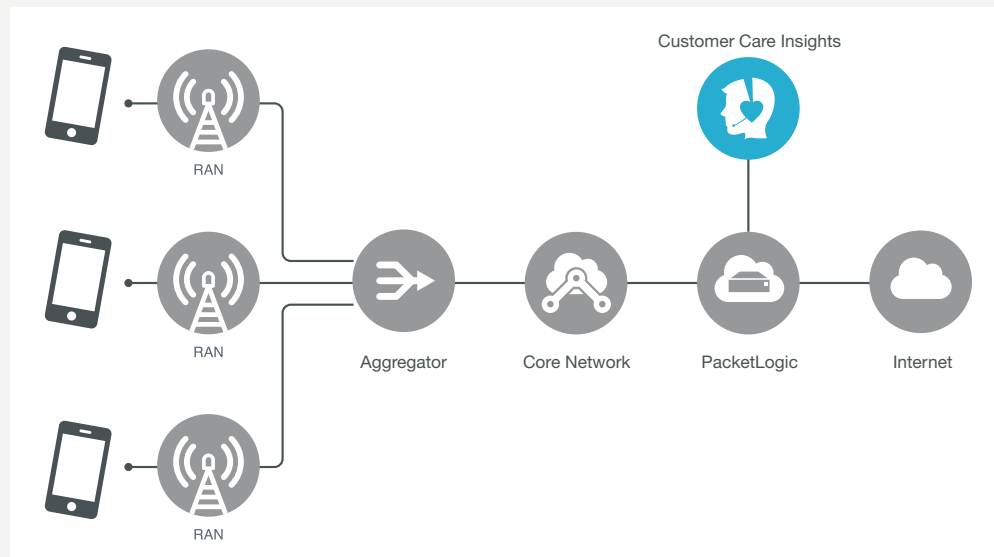 Customer Care Insights
RAN
RAN
Aggregator
Core Network
PacketLogic
Internet
RAN